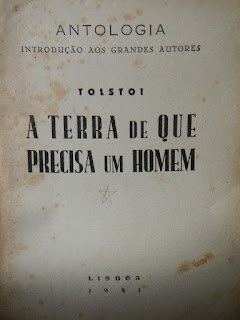 ANTOLOGIA
INTRODUÇÃO AOS GRANDES AUTORES
TOLSTOI
A TERRA DE QUE
PRECISA UM HOMEM
LISBOA
1941